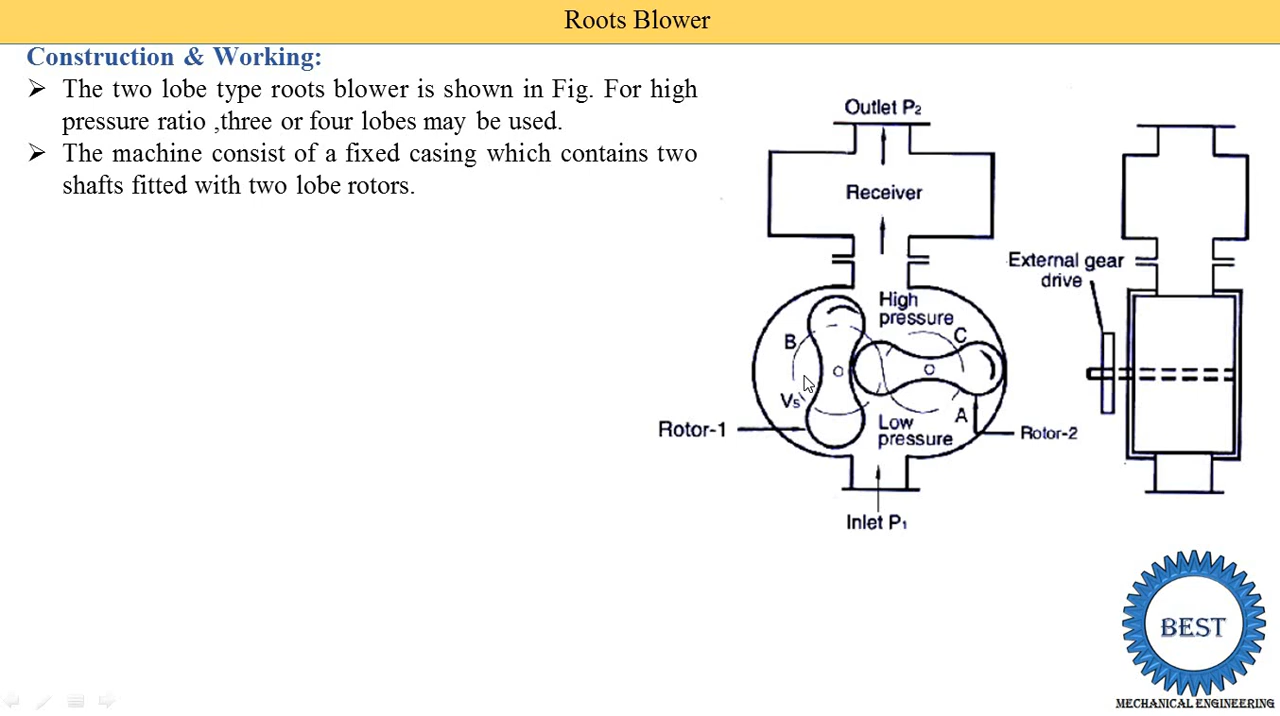 Roots Blower
Construction & Working:
➢ The two lobe type roots blower is shown in Fig. For high
pressure ratio ,three or four lobes may be used.
➢ The machine consist of a fixed casing which contains two
shafts fitted with two lobe rotors.
Outlet P2
Receiver
External gear
drive
High
pressure
B
C
Vs
A
Low
pressure
Rotor-1
Rotor-2
Inlet P1
BEST
MECHANICAL ENGINEERING